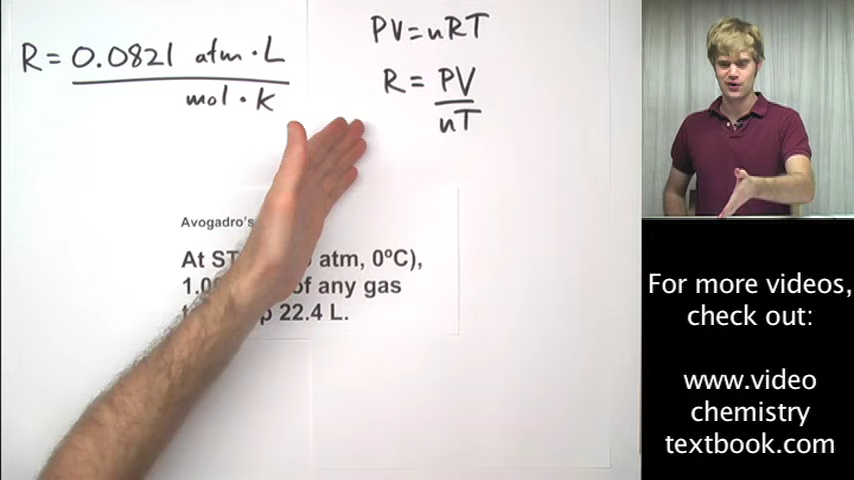 R = 0.0821 atm · L
mol · K
PV = nRT
R = PV
nT
Avogadro's
At ST atm, 0ºC),
1.0 of any gas
22.4 L.
For more videos,
check out:
www.video
chemistry
textbook.com